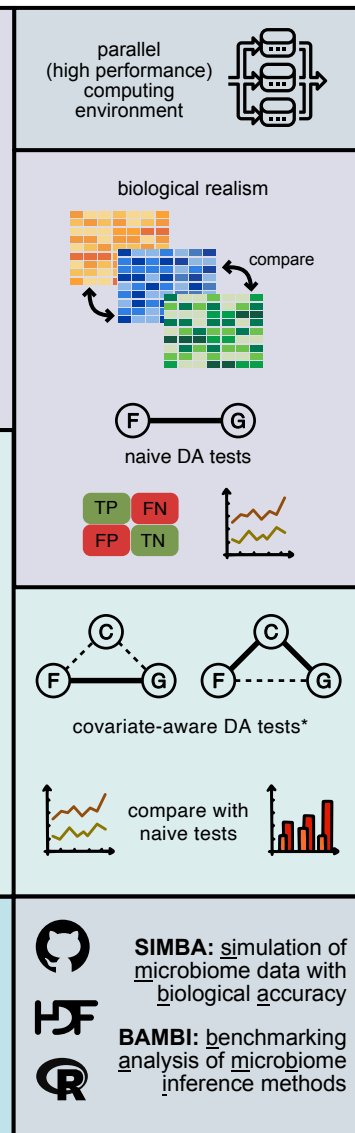 parallel
(high performance)
computing
environment
biological realism
compare
F G
naive DA tests
TP FN
FP TN
C C
F G F G
covariate-aware DA tests*
compare with
naive tests
SIMBA: simulation of
microbiome data with
biological accuracy
HDF
BAMBI: benchmarking
analysis of microbiome
inference methods
R